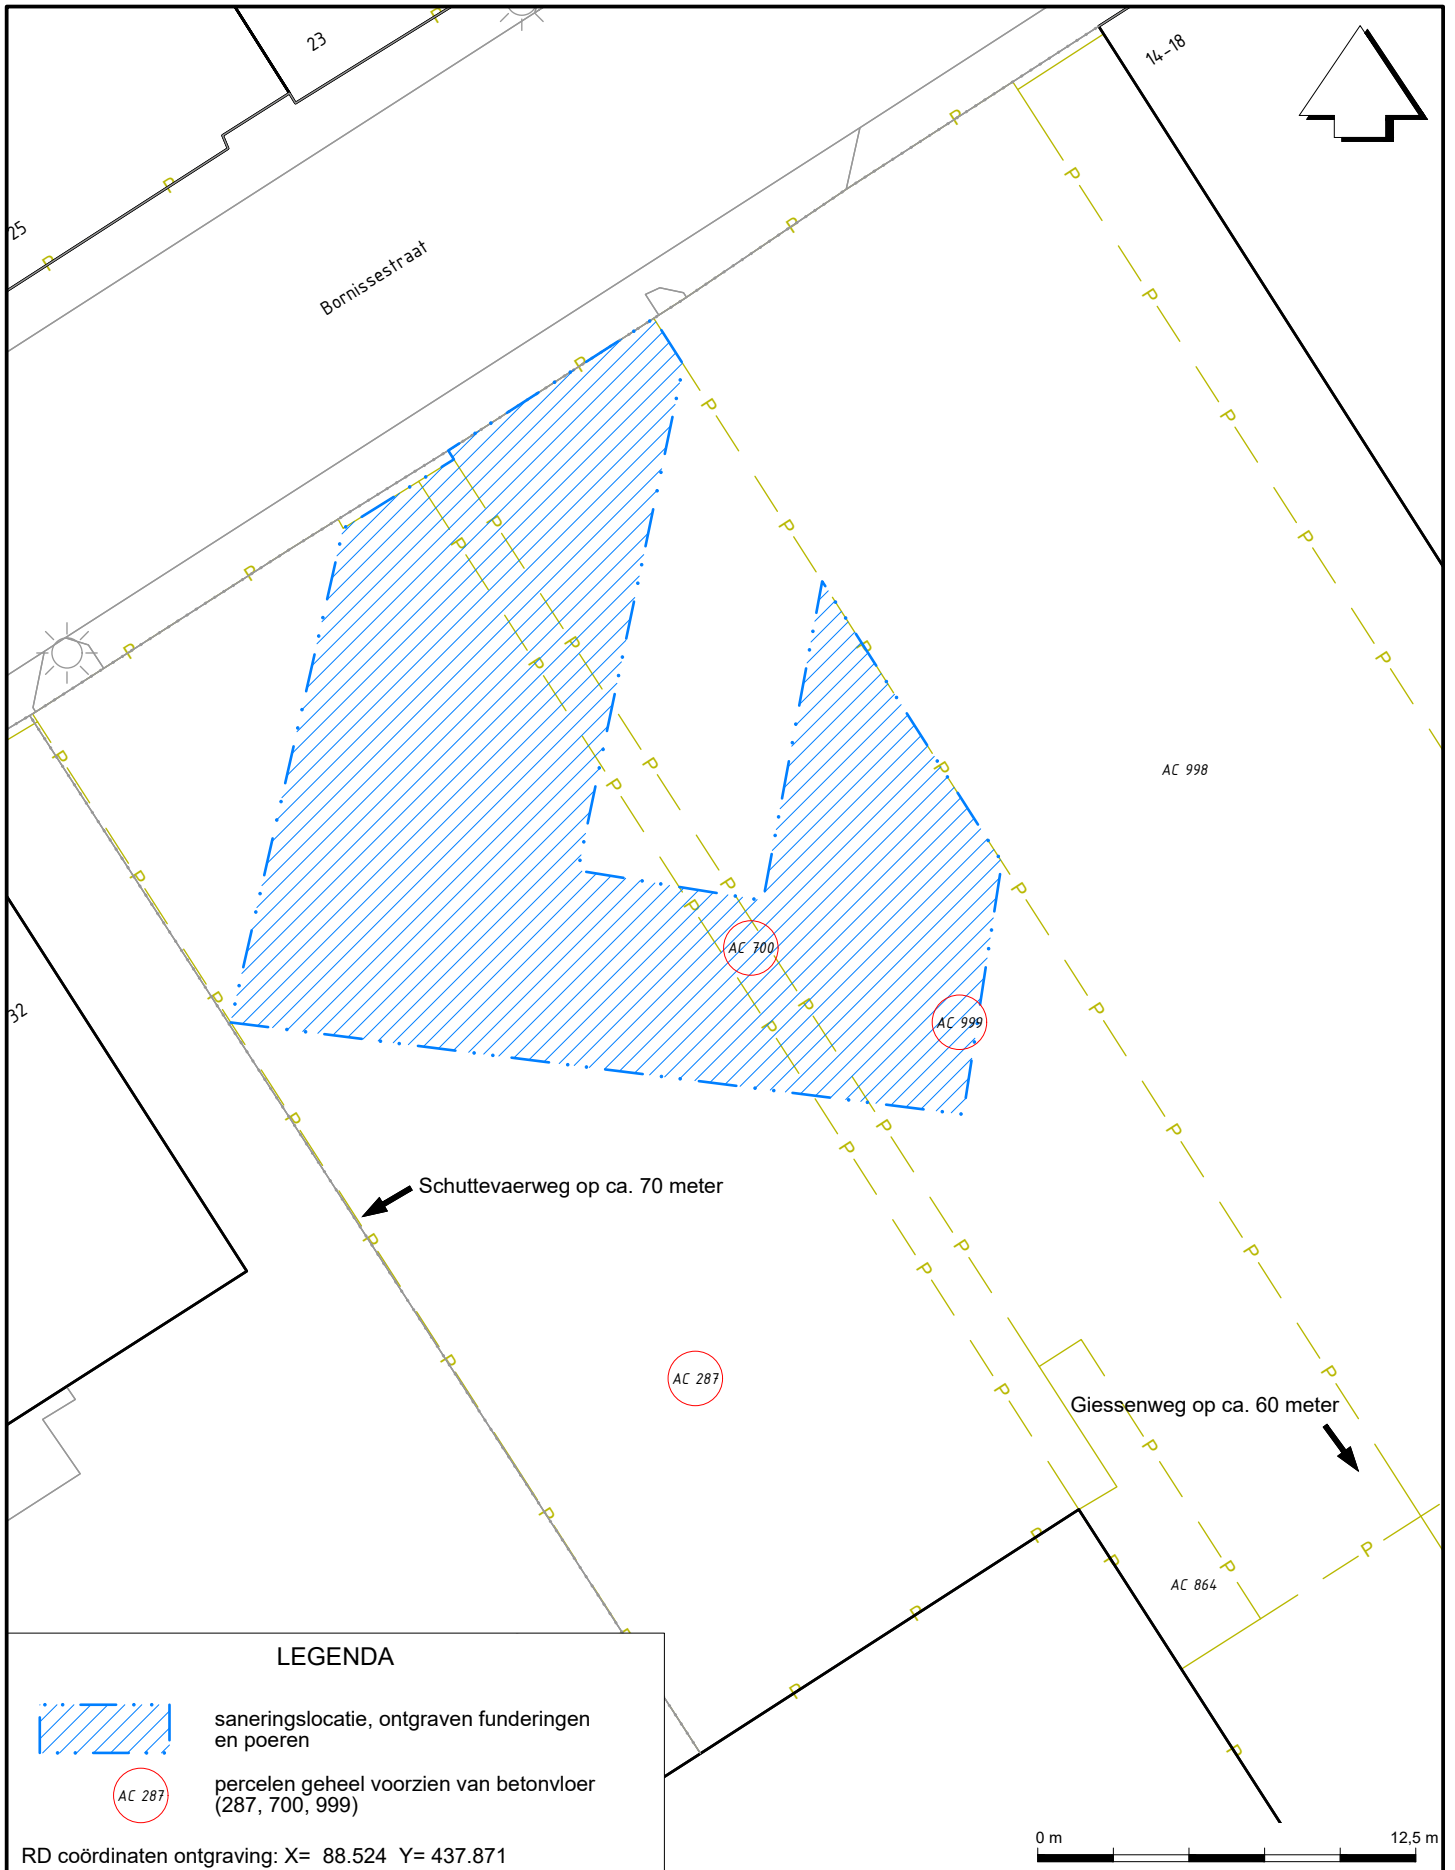 23
14-18
25
Bornissestraat
AC 998
AC 700
AC 999
32
Schuttevaerweg op ca. 70 meter
AC 287
Giessenweg op ca. 60 meter
AC 864
LEGENDA
saneringslocatie, ontgraven funderingen
en poeren
AC 287
percelen geheel voorzien van betonvloer
(287, 700, 999)
RD coördinaten ontgraving: X= 88.524 Y= 437.871
0 m
12,5 m